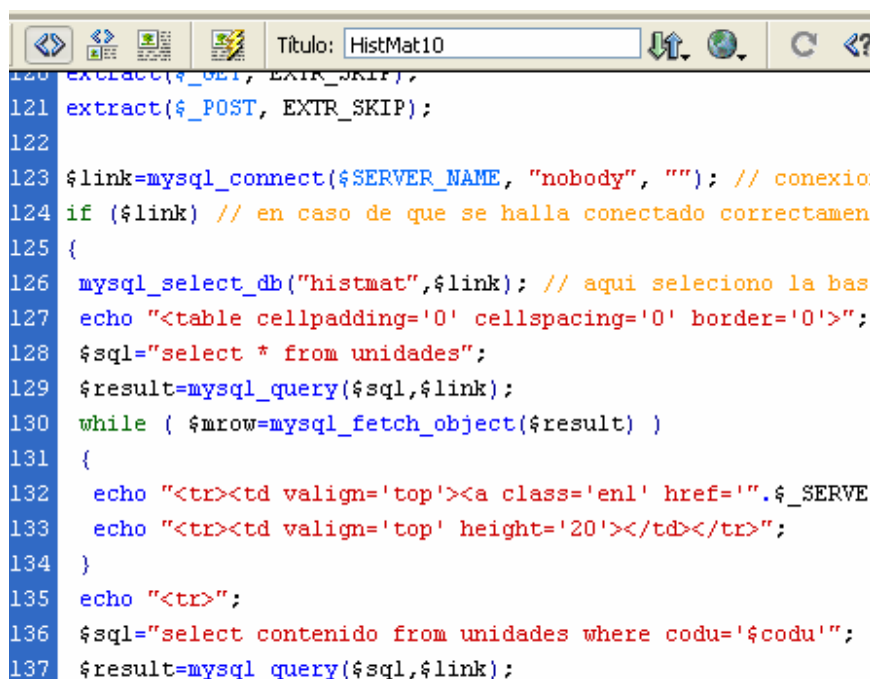 Título: HistMat10
120 extract($_GET, EXTR_SKIP);
121 extract($_POST, EXTR_SKIP);
122
123 $link=mysql_connect($SERVER_NAME, "nobody", ""); // conexio
124 if ($link) // en caso de que se halla conectado correctamen
125 {
126 mysql_select_db("histmat",$link); // aqui seleciono la bas
127 echo "<table cellpadding='0' cellspacing='0' border='0'>";
128 $sql="select * from unidades";
129 $result=mysql_query($sql,$link);
130 while ( $mrow=mysql_fetch_object($result) )
131 {
132 echo "<tr><td valign='top'><a class='enl' href='".$_SERVE
133 echo "<tr><td valign='top' height='20'></td></tr>";
134 }
135 echo "<tr>";
136 $sql="select contenido from unidades where codu='$codu'";
137 $result=mysql_query($sql,$link);